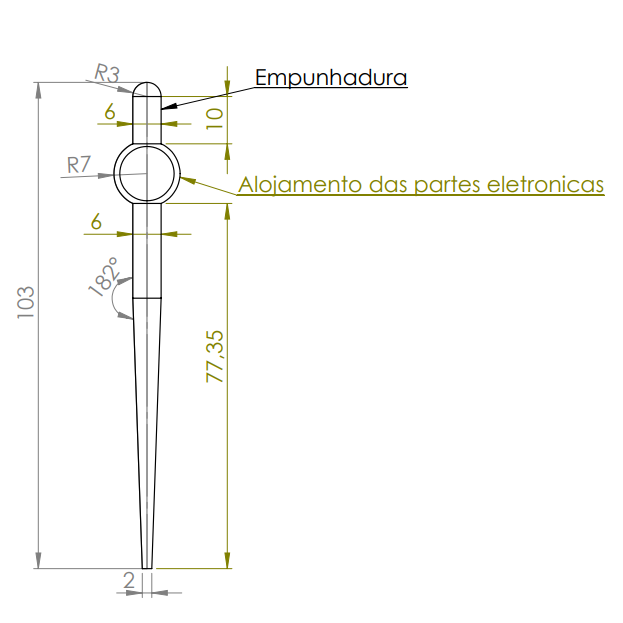 R3
Empunhadura
6
10
R7
Alojamento das partes eletronicas
6
182°
103
77,35
2